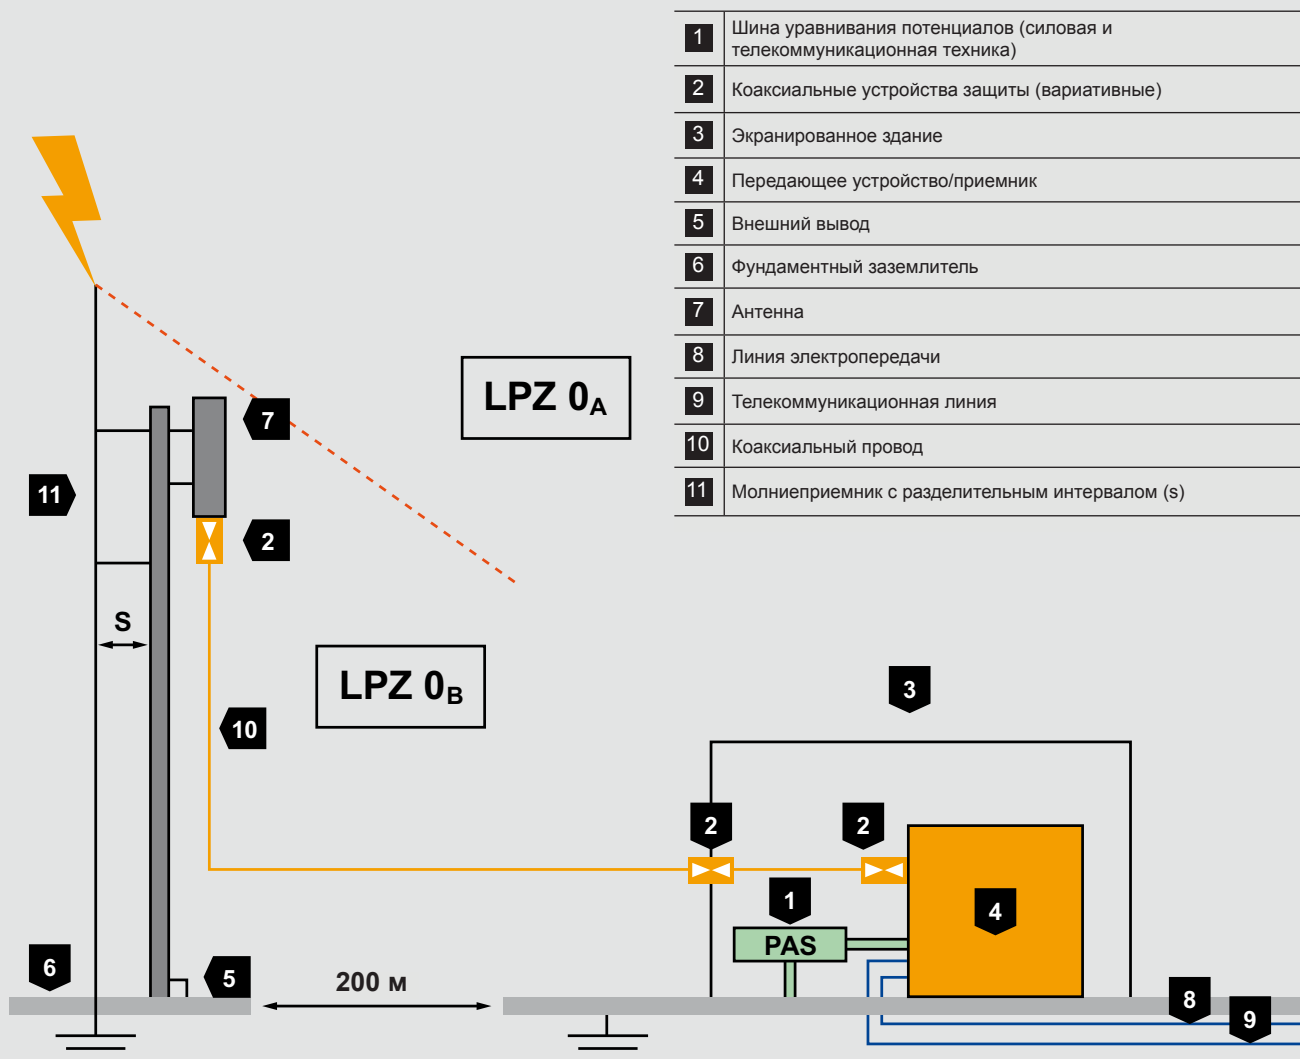 1 Шина уравнивания потенциалов (силовая и
телекоммуникационная техника)
2 Коаксиальные устройства защиты (вариативные)
3 Экранированное здание
4 Передающее устройство/приемник
5 Внешний вывод
6 Фундаментный заземлитель
7 Антенна
8 Линия электропередачи
9 Телекоммуникационная линия
10 Коаксиальный провод
11 Молниеприемник с разделительным интервалом (s)
LPZ 0A
7
11
2
S
LPZ 0B
10
3
2
2
1
4
PAS
6
5
200 м
8
9